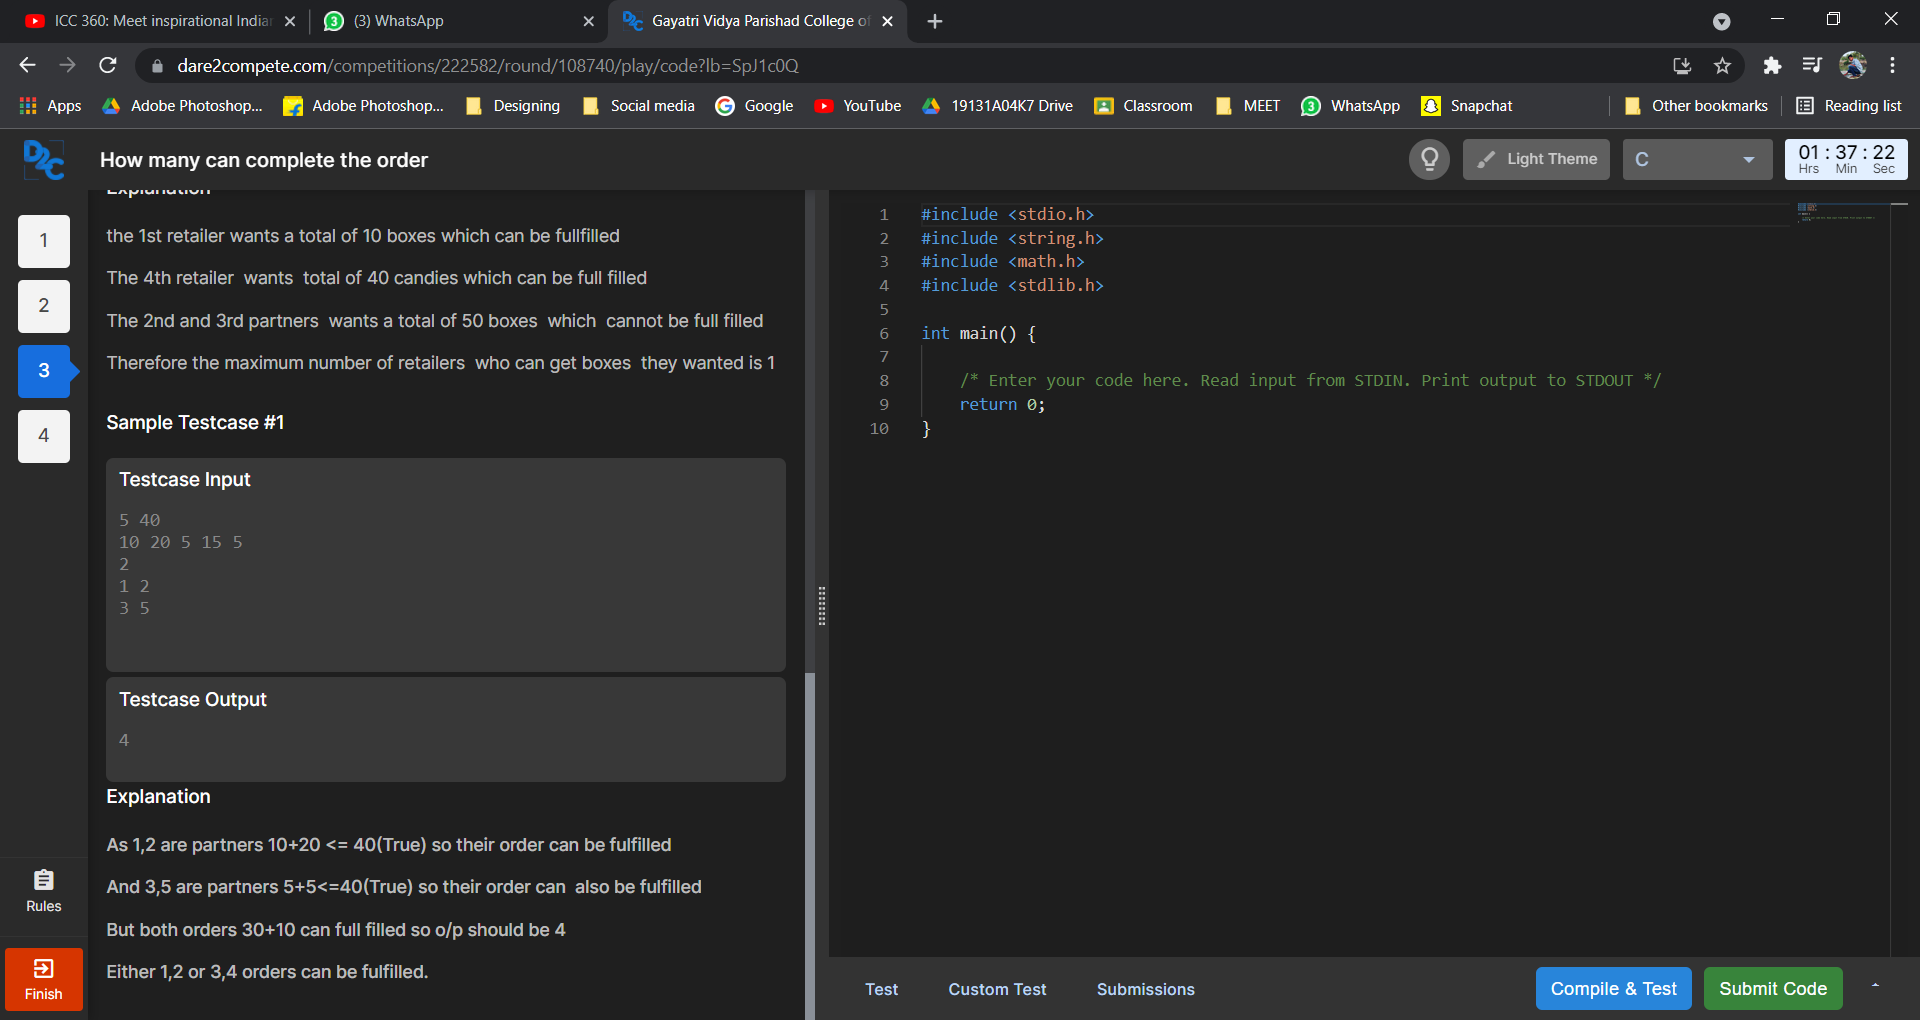 ICC 360: Meet inspirational Indian
(3) WhatsApp
Gayatri Vidya Parishad College of
dare2compete.com/competitions/222582/round/108740/play/code?lb=SpJ1c0Q
Apps
Adobe Photoshop...
Adobe Photoshop...
Designing
Social media
Google
YouTube
19131A04K7 Drive
Classroom
MEET
WhatsApp
Snapchat
Other bookmarks
Reading list
D2C
How many can complete the order
Light Theme
C
01 : 37 : 22
Hrs Min Sec
1
2
3
4
Rules
Finish
Explanation
the 1st retailer wants a total of 10 boxes which can be fullfilled
The 4th retailer wants total of 40 candies which can be full filled
The 2nd and 3rd partners wants a total of 50 boxes which cannot be full filled
Therefore the maximum number of retailers who can get boxes they wanted is 1
Sample Testcase #1
Testcase Input
5 40
10 20 5 15 5
2
1 2
3 5
Testcase Output
4
Explanation
As 1,2 are partners 10+20 <= 40(True) so their order can be fulfilled
And 3,5 are partners 5+5<=40(True) so their order can also be fulfilled
But both orders 30+10 can full filled so o/p should be 4
Either 1,2 or 3,4 orders can be fulfilled.
1 #include <stdio.h>
2 #include <string.h>
3 #include <math.h>
4 #include <stdlib.h>
5
6 int main() {
7
8 /* Enter your code here. Read input from STDIN. Print output to STDOUT */
9 return 0;
10 }
Test
Custom Test
Submissions
Compile & Test
Submit Code